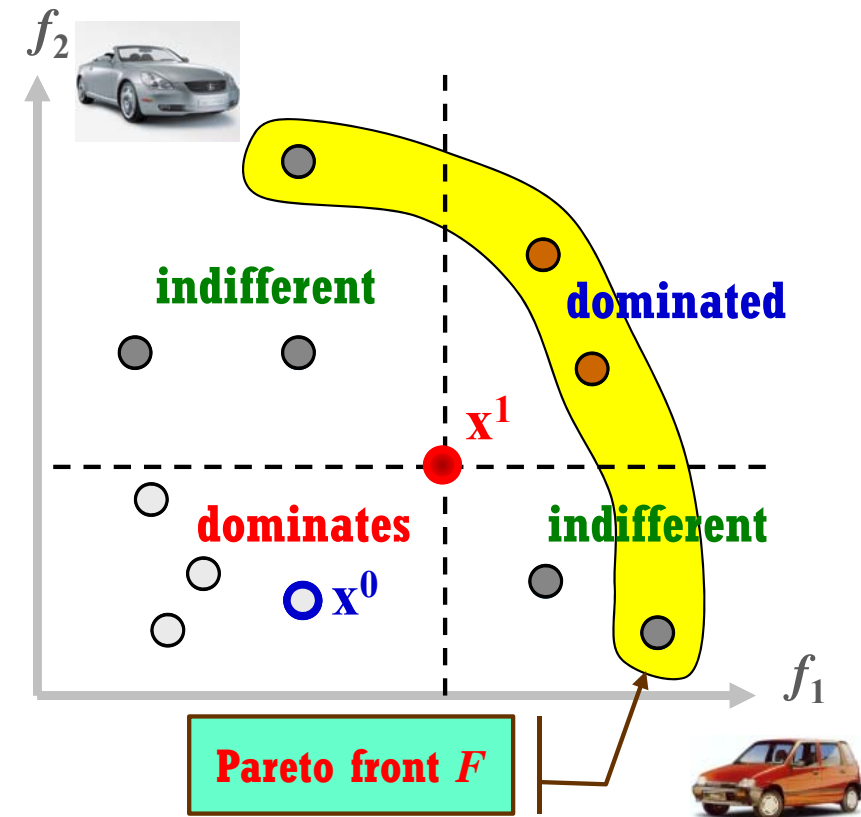 f₂
indifferent
dominated
x¹
dominates
indifferent
x⁰
f₁
Pareto front F